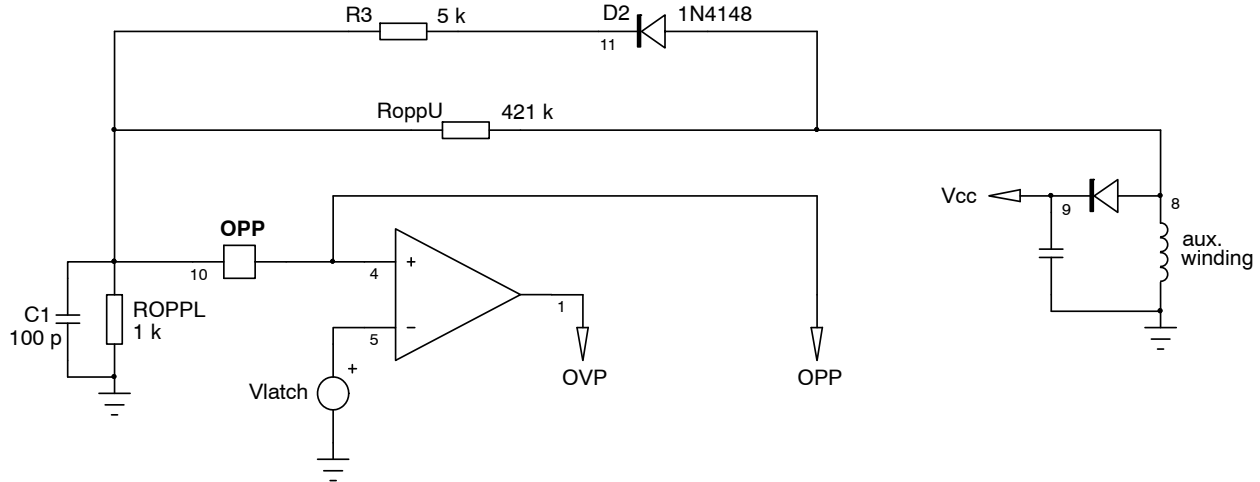 R3 5 k D2 1N4148
11
RoppU 421 k
Vcc 9 8
aux.
winding
OPP
10 4 +
C1
100 p
ROPPL
1 k
1
5 −
Vlatch +
OVP OPP